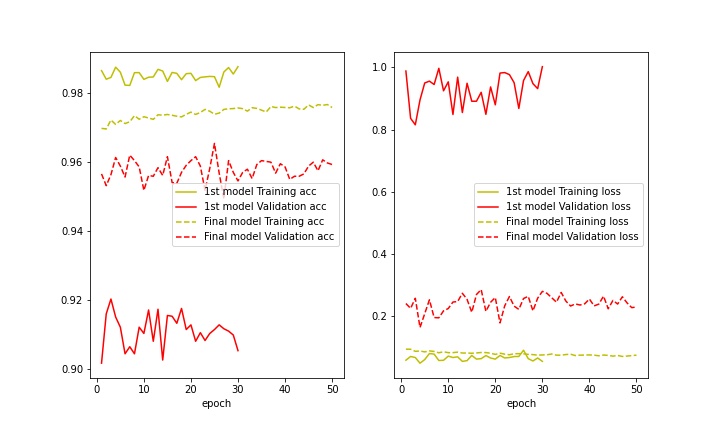 0.98
0.96
0.94
0.92
0.90
0 10 20 30 40 50
epoch
1st model Training acc
1st model Validation acc
Final model Training acc
Final model Validation acc
1.0
0.8
0.6
0.4
0.2
0 10 20 30 40 50
epoch
1st model Training loss
1st model Validation loss
Final model Training loss
Final model Validation loss